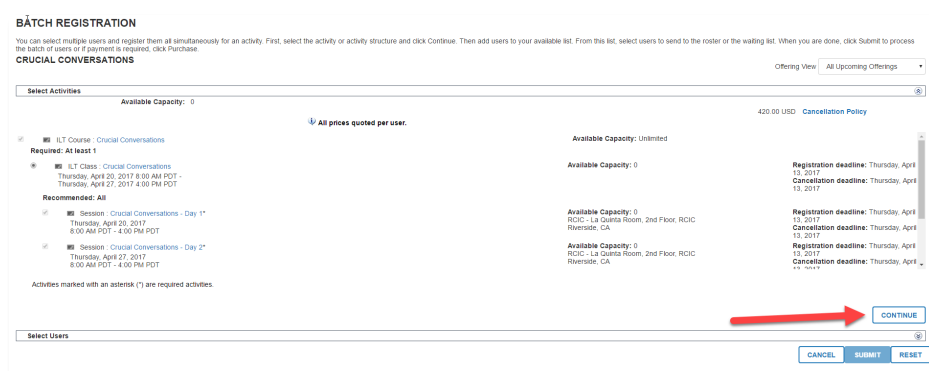 BATCH REGISTRATION
You can select multiple users and register them all simultaneously for an activity. First, select the activity or activity structure and click Continue. Then add users to your available list. From this list, select users to send to the roster or the waiting list. When you are done, click Submit to process
the batch of users or if payment is required, click Purchase.
CRUCIAL CONVERSATIONS
Offering View All Upcoming Offerings
Select Activities
Available Capacity: 0
420.00 USD Cancellation Policy
All prices quoted per user.
ILT Course : Crucial Conversations Available Capacity: Unlimited
Required: At least 1
ILT Class : Crucial Conversations Available Capacity: 0 Registration deadline: Thursday, April
Thursday, April 20, 2017 8:00 AM PDT - 13, 2017
Thursday, April 27, 2017 4:00 PM PDT Cancellation deadline: Thursday, April
13, 2017
Recommended: All
Session : Crucial Conversations - Day 1* Available Capacity: 0 Registration deadline: Thursday, April
Thursday, April 20, 2017 RCIC - La Quinta Room, 2nd Floor, RCIC 13, 2017
8:00 AM PDT - 4:00 PM PDT Riverside, CA Cancellation deadline: Thursday, April
13, 2017
Session : Crucial Conversations - Day 2* Available Capacity: 0 Registration deadline: Thursday, April
Thursday, April 27, 2017 RCIC - La Quinta Room, 2nd Floor, RCIC 13, 2017
8:00 AM PDT - 4:00 PM PDT Riverside, CA Cancellation deadline: Thursday, April
13, 2017
Activities marked with an asterisk (*) are required activities.
CONTINUE
Select Users
CANCEL SUBMIT RESET